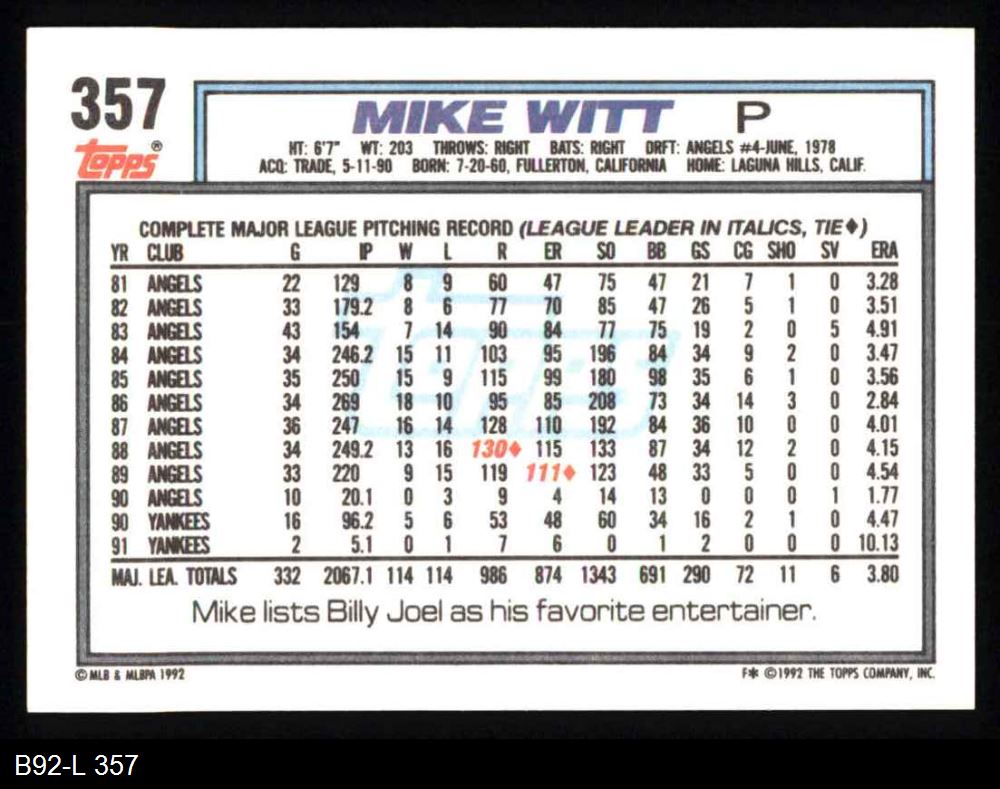 357
MIKE WITT P
TOPPS®
HT: 6'7" WT: 203 THROWS: RIGHT BATS: RIGHT DRFT: ANGELS #4-JUNE, 1978
ACQ: TRADE, 5-11-90 BORN: 7-20-60, FULLERTON, CALIFORNIA HOME: LAGUNA HILLS, CALIF.
COMPLETE MAJOR LEAGUE PITCHING RECORD (LEAGUE LEADER IN ITALICS, TIE♦)
YR CLUB G IP W L R ER SO BB GS CG SHO SV ERA
81 ANGELS 22 129 8 9 60 47 75 47 21 7 1 0 3.28
82 ANGELS 33 179.2 8 6 77 70 85 47 26 5 1 0 3.51
83 ANGELS 43 154 7 14 90 84 77 75 19 2 0 5 4.91
84 ANGELS 34 246.2 15 11 103 95 196 84 34 9 2 0 3.47
85 ANGELS 35 250 15 9 115 99 180 98 35 6 1 0 3.56
86 ANGELS 34 269 18 10 95 85 208 73 34 14 3 0 2.84
87 ANGELS 36 247 16 14 128 110 192 84 36 10 0 0 4.01
88 ANGELS 34 249.2 13 16 130♦ 115 133 87 34 12 2 0 4.15
89 ANGELS 33 220 9 15 119 111♦ 123 48 33 5 0 0 4.54
90 ANGELS 10 20.1 0 3 9 4 14 13 0 0 0 1 1.77
90 YANKEES 16 96.2 5 6 53 48 60 34 16 2 1 0 4.47
91 YANKEES 2 5.1 0 1 7 6 0 1 2 0 0 0 10.13
MAJ. LEA. TOTALS 332 2067.1 114 114 986 874 1343 691 290 72 11 6 3.80
Mike lists Billy Joel as his favorite entertainer.
© MLB & MLBPA 1992
F* ©1992 THE TOPPS COMPANY, INC.
B92-L 357